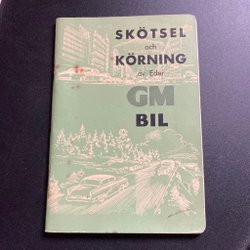 SKÖTSEL
och
KÖRNING
av Eder
GM
BIL